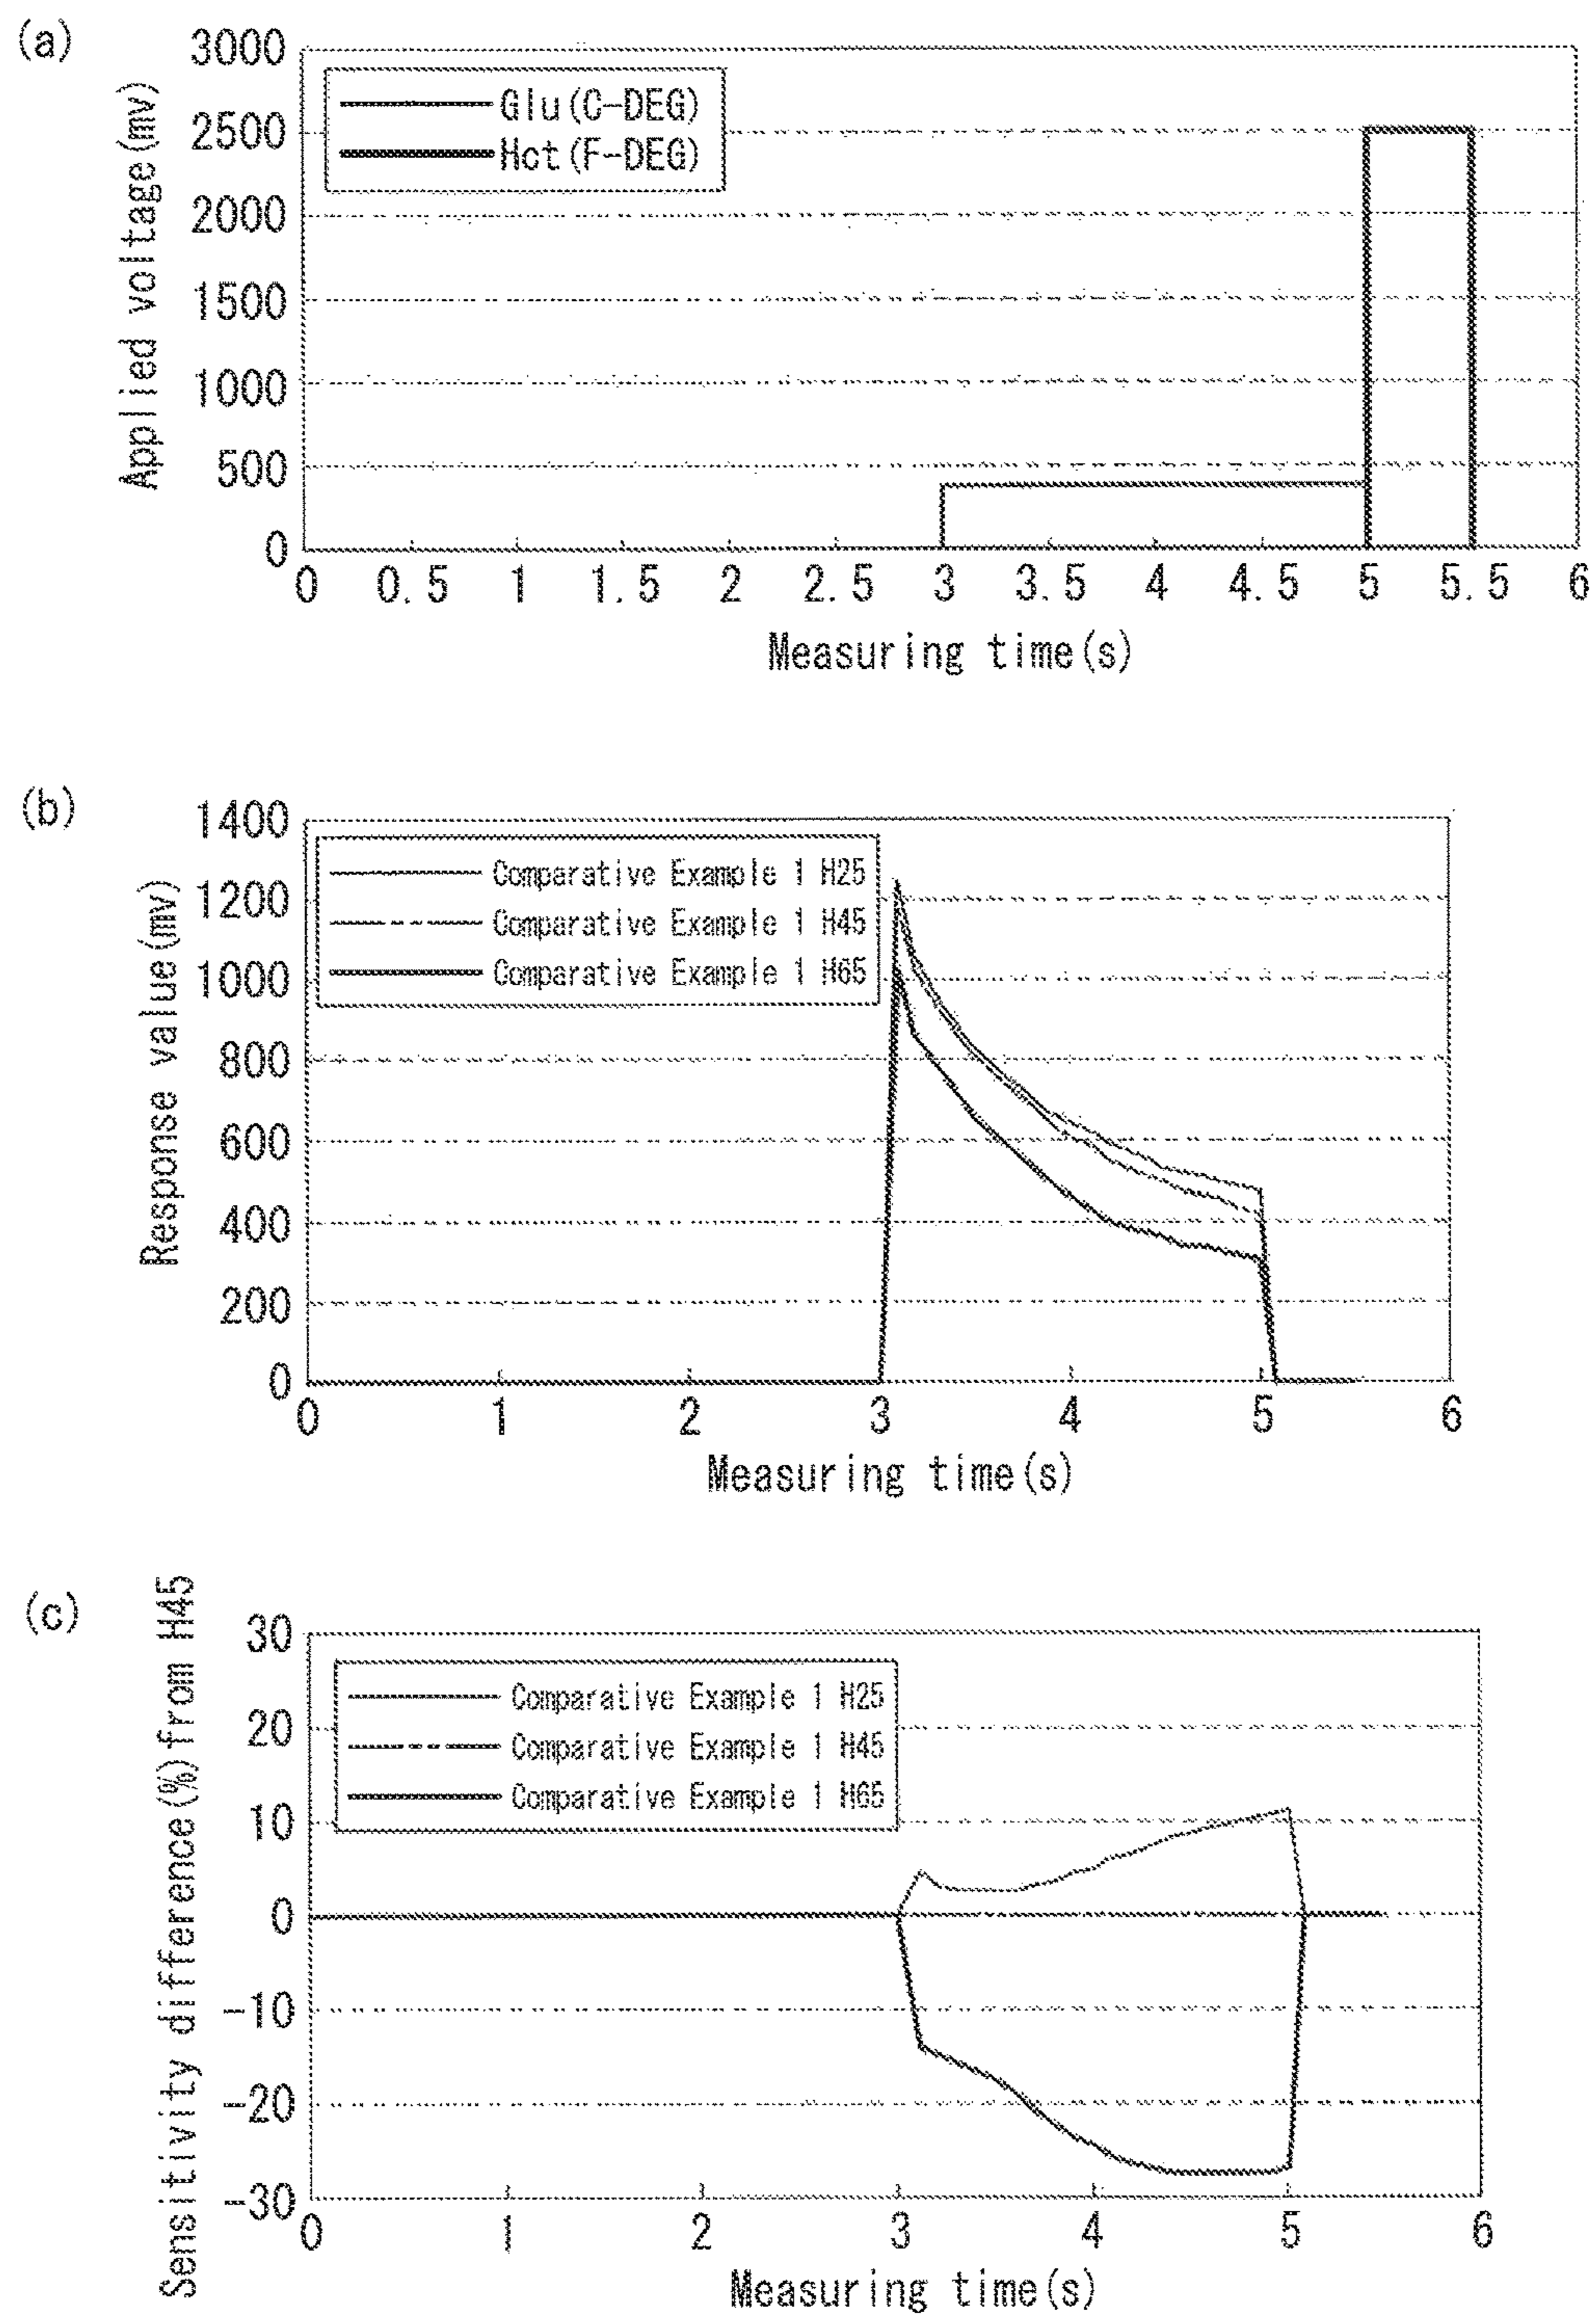 (a)
Applied voltage(mv)
3000
2500
2000
1500
1000
500
0
Glu(C-DEG)
Hct(F-DEG)
0 0.5 1 1.5 2 2.5 3 3.5 4 4.5 5 5.5 6
Measuring time(s)
(b)
Response value(mv)
1400
1200
1000
800
600
400
200
0
Comparative Example 1 H25
Comparative Example 1 H45
Comparative Example 1 H65
0 1 2 3 4 5 6
Measuring time(s)
(c)
Sensitivity difference(%)from H45
30
20
10
0
-10
-20
-30
Comparative Example 1 H25
Comparative Example 1 H45
Comparative Example 1 H65
0 1 2 3 4 5 6
Measuring time(s)